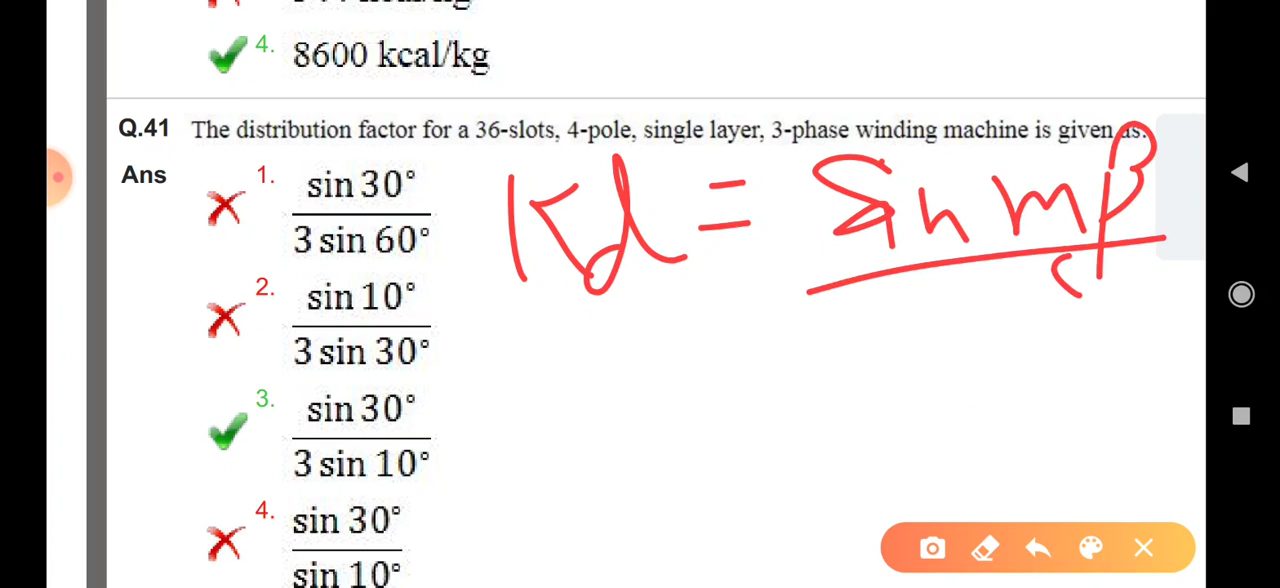 4. 8600 kcal/kg
Q.41 The distribution factor for a 36-slots, 4-pole, single layer, 3-phase winding machine is given as:
Ans
1. sin 30°
3 sin 60°
2. sin 10°
3 sin 30°
3. sin 30°
3 sin 10°
4. sin 30°
sin 10°
Kd = Sin mβ